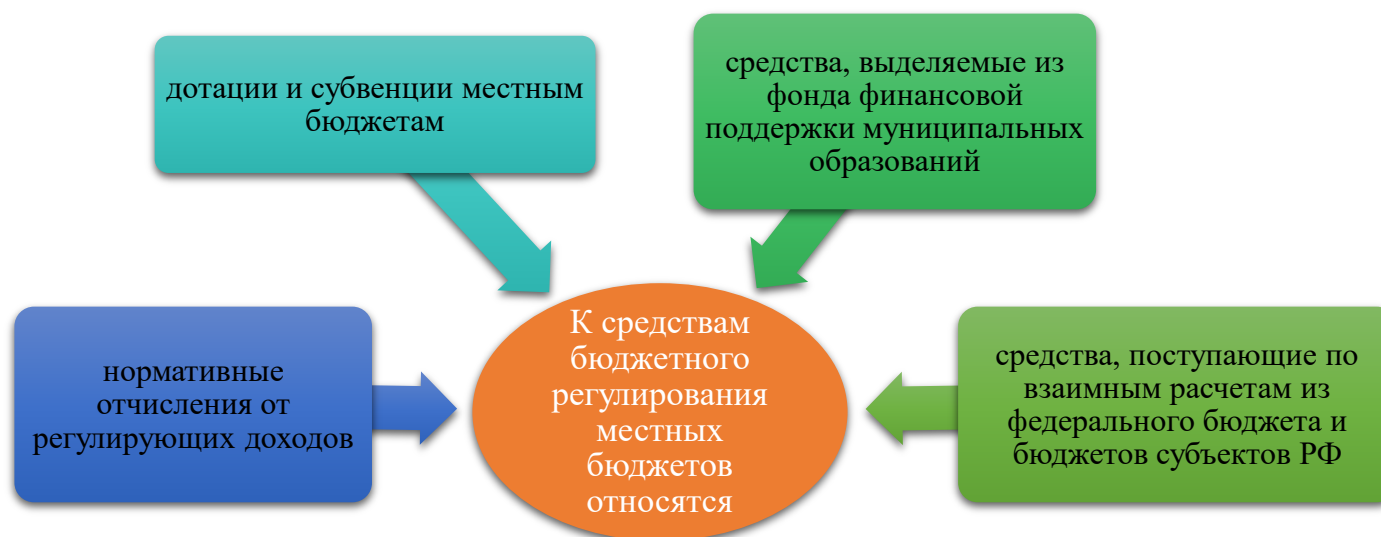 дотации и субвенции местным
бюджетам
средства, выделяемые из
фонда финансовой
поддержки муниципальных
образований
нормативные
отчисления от
регулирующих доходов
К средствам
бюджетного
регулирования
местных
бюджетов
относятся
средства, поступающие по
взаимным расчетам из
федерального бюджета и
бюджетов субъектов РФ